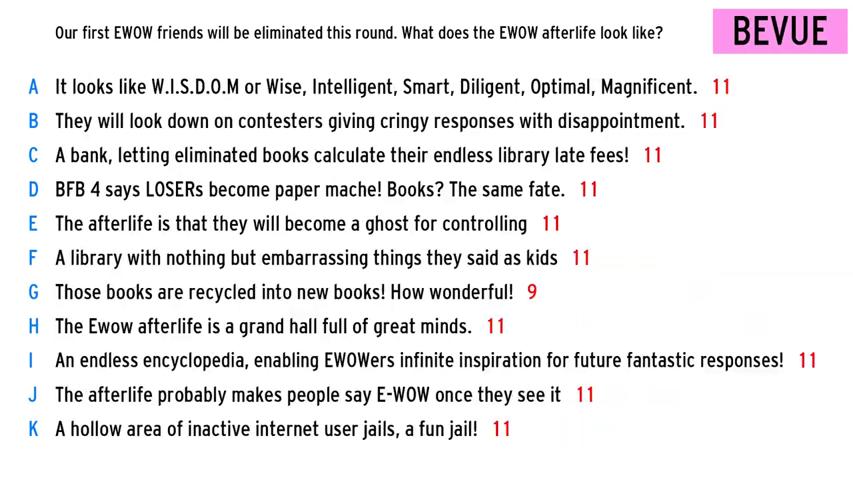 Our first EWOW friends will be eliminated this round. What does the EWOW afterlife look like?
BEVUE
A It looks like W.I.S.D.O.M or Wise, Intelligent, Smart, Diligent, Optimal, Magnificent. 11
B They will look down on contesters giving cringy responses with disappointment. 11
C A bank, letting eliminated books calculate their endless library late fees! 11
D BFB 4 says LOSERs become paper mache! Books? The same fate. 11
E The afterlife is that they will become a ghost for controlling 11
F A library with nothing but embarrassing things they said as kids 11
G Those books are recycled into new books! How wonderful! 9
H The Ewow afterlife is a grand hall full of great minds. 11
I An endless encyclopedia, enabling EWOWers infinite inspiration for future fantastic responses! 11
J The afterlife probably makes people say E-WOW once they see it 11
K A hollow area of inactive internet user jails, a fun jail! 11